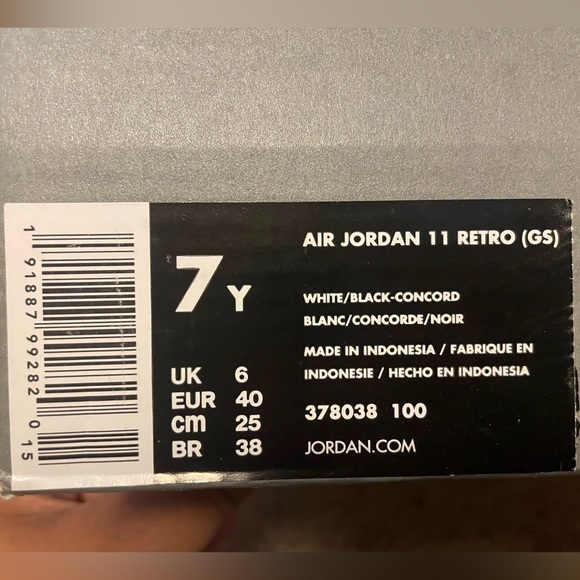 1 91887 99282 0 15
7 Y
UK 6
EUR 40
cm 25
BR 38
AIR JORDAN 11 RETRO (GS)
WHITE/BLACK-CONCORD
BLANC/CONCORDE/NOIR
MADE IN INDONESIA / FABRIQUE EN
INDONESIE / HECHO EN INDONESIA
378038 100
JORDAN.COM